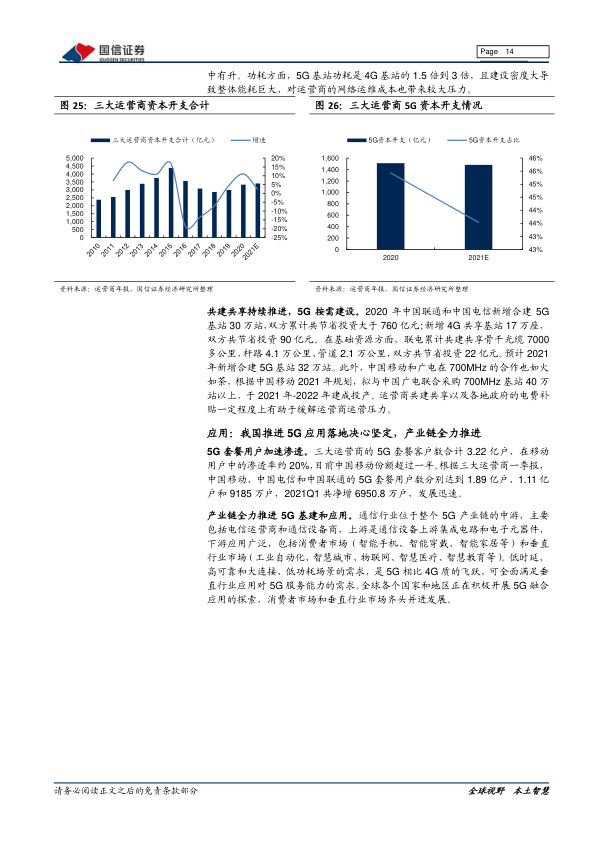 国信证券
GUOSEN SECURITIES
Page 14
中有升。功耗方面，5G 基站功耗是 4G 基站的 1.5 倍到 3 倍，且建设密度大导
致整体能耗巨大，对运营商的网络运维成本也带来较大压力。
图 25：三大运营商资本开支合计
图 26：三大运营商 5G 资本开支情况
三大运营商资本开支合计（亿元）
增速
5,000
4,500
4,000
3,500
3,000
2,500
2,000
1,500
1,000
500
0
20%
15%
10%
5%
0%
-5%
-10%
-15%
-20%
-25%
2010
2011
2012
2013
2014
2015
2016
2017
2018
2019
2020
2021E
5G资本开支（亿元）
5G资本开支占比
1,600
1,400
1,200
1,000
800
600
400
200
0
46%
46%
45%
45%
44%
44%
43%
43%
2020
2021E
资料来源：运营商年报、国信证券经济研究所整理
资料来源：运营商年报、国信证券经济研究所整理
共建共享持续推进，5G 按需建设。2020 年中国联通和中国电信新增合建 5G
基站 30 万站，双方累计共节省投资大于 760 亿元；新增 4G 共享基站 17 万座，
双方共节省投资 90 亿元。在基础资源方面，联电累计共建共享骨干光缆 7000
多公里，杆路 4.1 万公里、管道 2.1 万公里，双方共节省投资 22 亿元。预计 2021
年新增合建 5G 基站 32 万站。此外，中国移动和广电在 700MHz 的合作也如火
如荼，根据中国移动 2021 年规划，拟与中国广电联合采购 700MHz 基站 40 万
站以上，于 2021 年-2022 年建成投产。运营商共建共享以及各地政府的电费补
贴一定程度上有助于缓解运营商运营压力。
应用：我国推进 5G 应用落地决心坚定，产业链全力推进
5G 套餐用户加速渗透。三大运营商的 5G 套餐客户数合计 3.22 亿户，在移动
用户中的渗透率约 20%，目前中国移动份额超过一半。根据三大运营商一季报，
中国移动、中国电信和中国联通的 5G 套餐用户数分别达到 1.89 亿户、1.11 亿
户和 9185 万户，2021Q1 共净增 6950.8 万户，发展迅速。
产业链全力推进 5G 基建和应用。通信行业位于整个 5G 产业链的中游，主要
包括电信运营商和通信设备商，上游是通信设备上游集成电路和电子元器件，
下游应用广泛，包括消费者市场（智能手机、智能穿戴、智能家居等）和垂直
行业市场（工业自动化、智慧城市、物联网、智慧医疗、智慧教育等）。低时延，
高可靠和大连接，低功耗场景的需求，是 5G 相比 4G 质的飞跃，可全面满足垂
直行业应用对 5G 服务能力的需求。全球各个国家和地区正在积极开展 5G 融合
应用的探索，消费者市场和垂直行业市场齐头并进发展。
请务必阅读正文之后的免责条款部分
全球视野 本土智慧